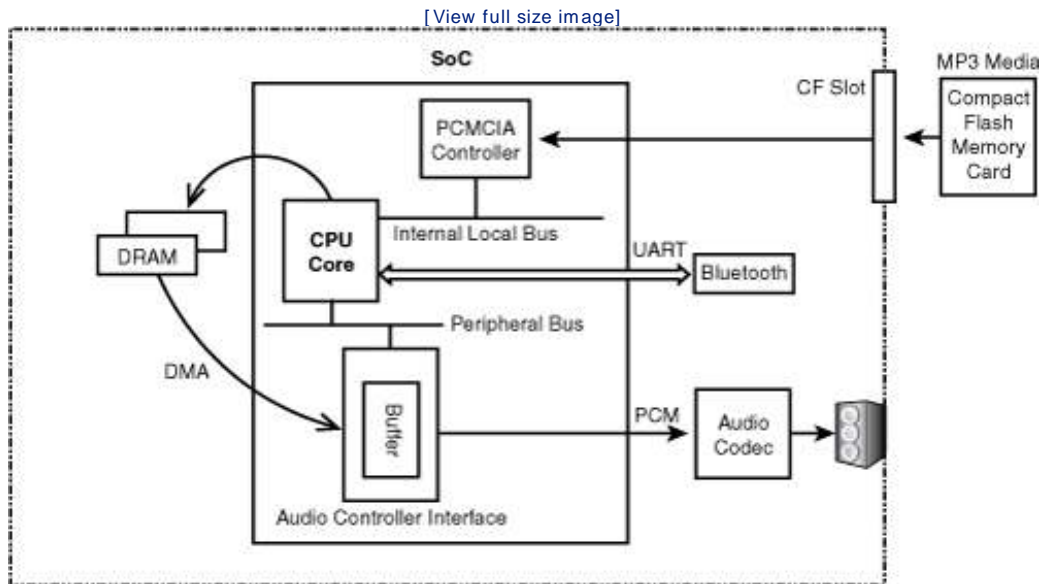 [View full size image]
SoC
MP3 Media
CF Slot
Compact
Flash
Memory
Card
PCMCIA
Controller
DRAM
CPU
Core
Internal Local Bus
UART
Bluetooth
Peripheral Bus
DMA
Buffer
PCM
Audio
Codec
Audio Controller Interface